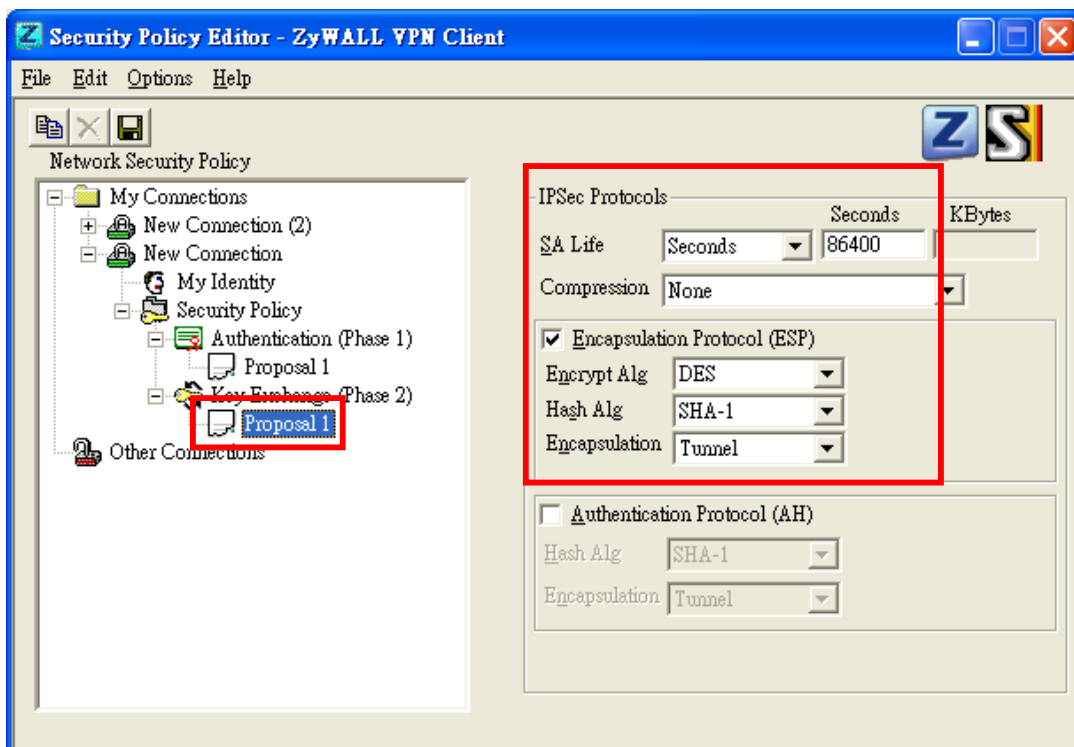 Security Policy Editor - ZyWALL VPN Client
File Edit Options Help
Z S
Network Security Policy
My Connections
New Connection (2)
New Connection
My Identity
Security Policy
Authentication (Phase 1)
Proposal 1
Key Exchange (Phase 2)
Proposal 1
Other Connections
IPSec Protocols
Seconds KBytes
SA Life Seconds 86400
Compression None
Encapsulation Protocol (ESP)
Encrypt Alg DES
Hash Alg SHA-1
Encapsulation Tunnel
Authentication Protocol (AH)
Hash Alg SHA-1
Encapsulation Tunnel